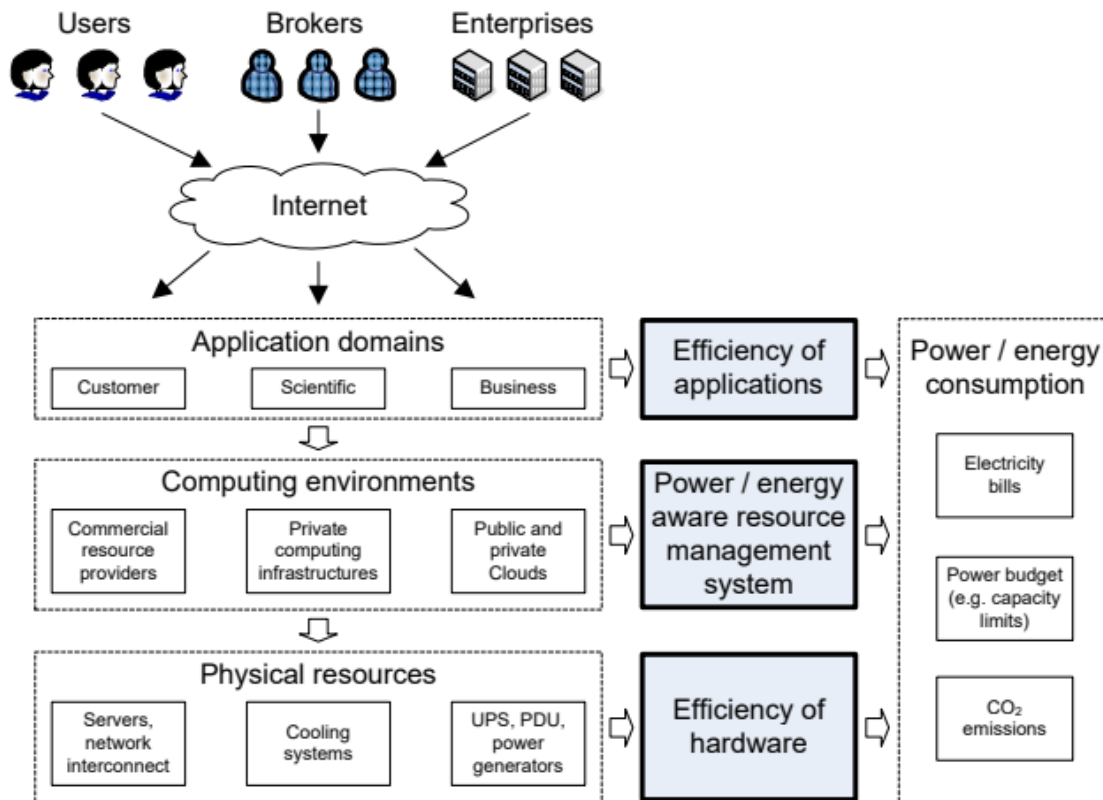 Users
Brokers
Enterprises
Internet
Application domains
Customer
Scientific
Business
Efficiency of
applications
Power / energy
consumption
Computing environments
Commercial
resource
providers
Private
computing
infrastructures
Public and
private
Clouds
Power / energy
aware resource
management
system
Electricity
bills
Power budget
(e.g. capacity
limits)
Physical resources
Servers,
network
interconnect
Cooling
systems
UPS, PDU,
power
generators
Efficiency of
hardware
CO₂
emissions